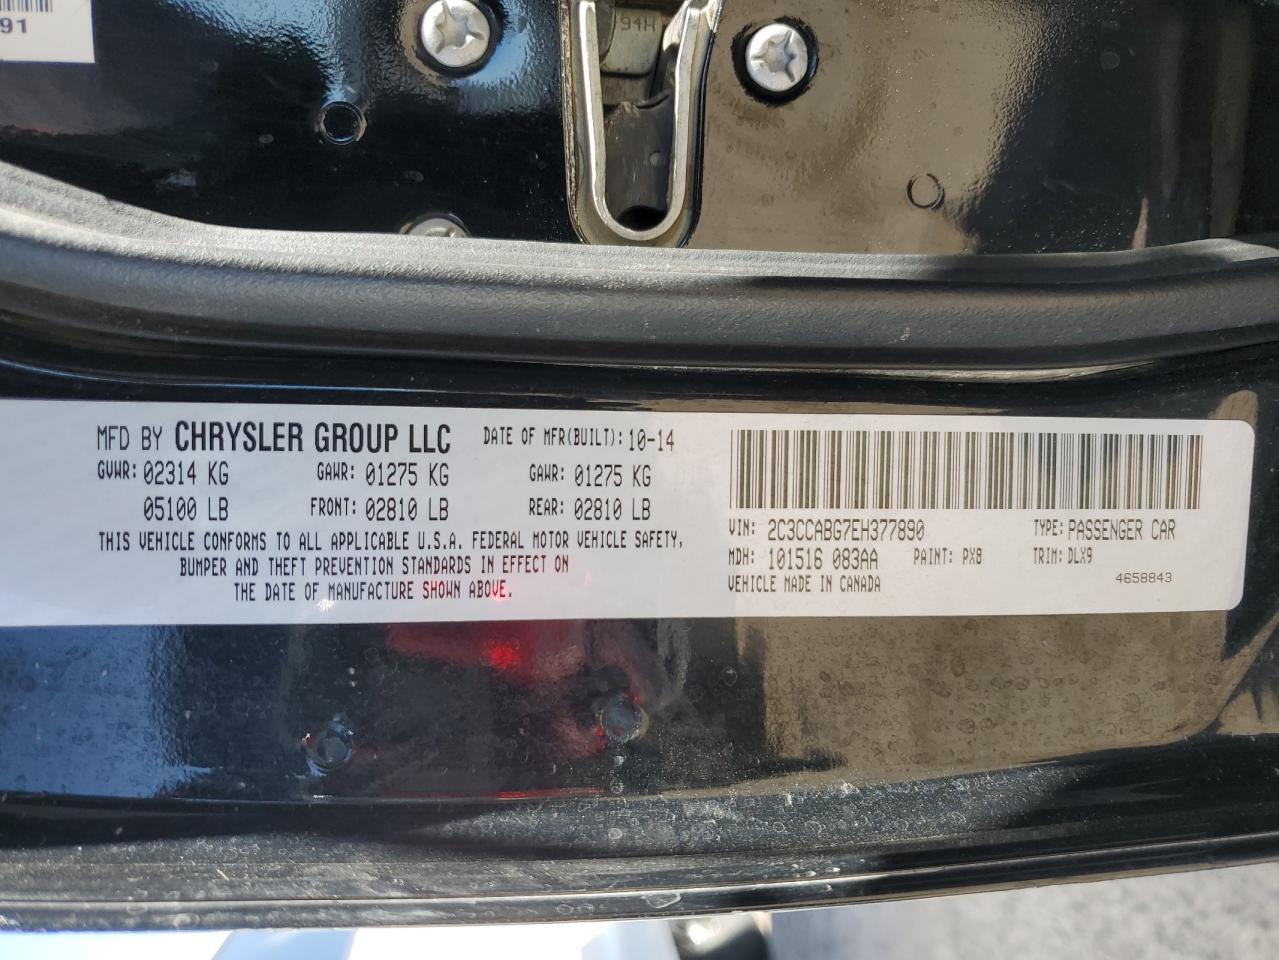 91
94H
MFD BY CHRYSLER GROUP LLC DATE OF MFR(BUILT): 10-14
GVWR: 02314 KG GAWR: 01275 KG GAWR: 01275 KG
05100 LB FRONT: 02810 LB REAR: 02810 LB
THIS VEHICLE CONFORMS TO ALL APPLICABLE U.S.A. FEDERAL MOTOR VEHICLE SAFETY,
BUMPER AND THEFT PREVENTION STANDARDS IN EFFECT ON
THE DATE OF MANUFACTURE SHOWN ABOVE.
VIN: 2C3CCABG7EH377890 TYPE: PASSENGER CAR
MDH: 101516 083AA PAINT: PX8 TRIM: DLX9
VEHICLE MADE IN CANADA 4658843